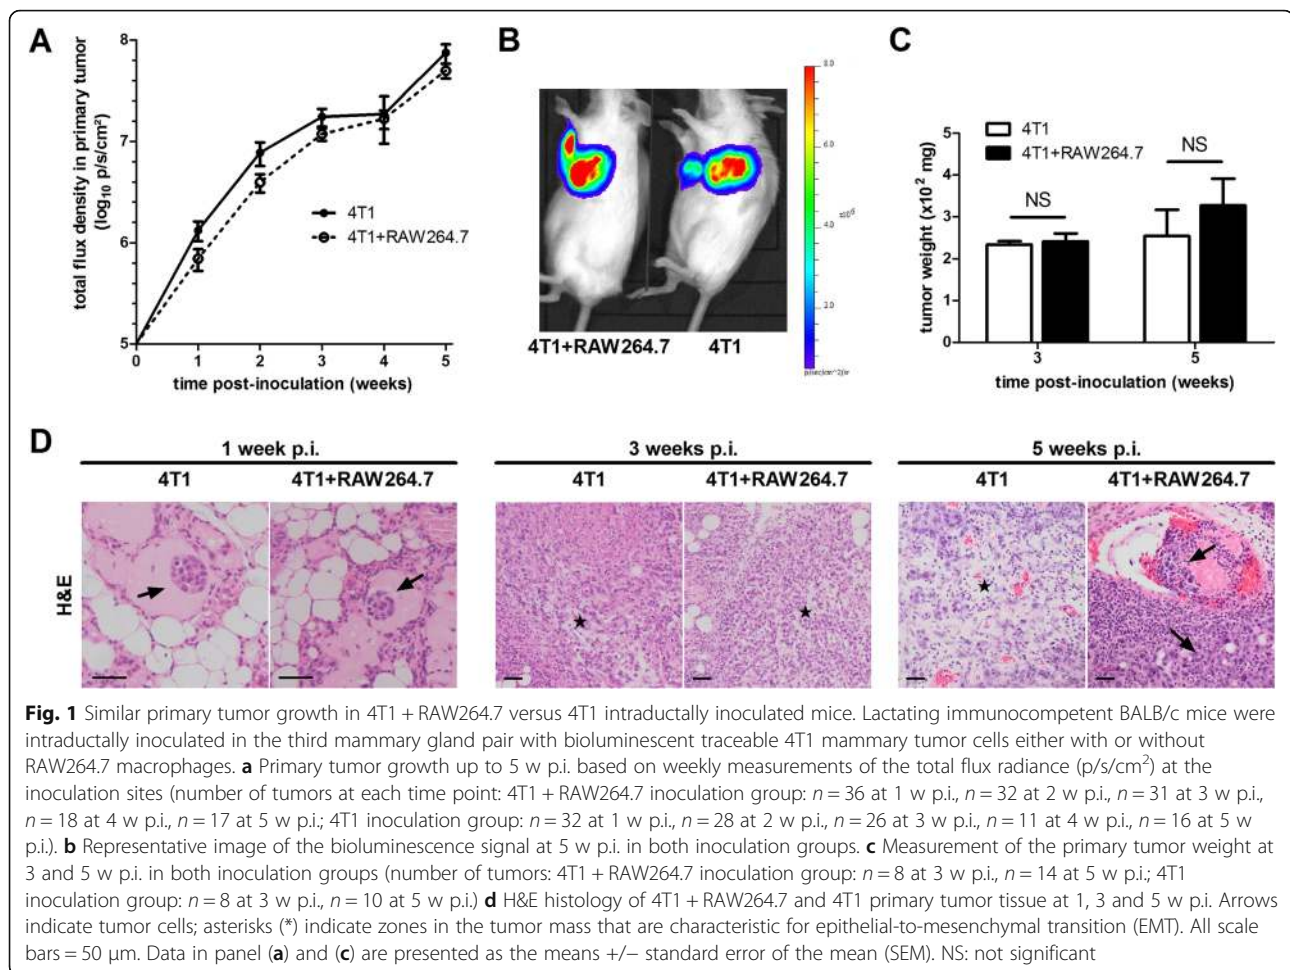 A
total flux density in primary tumor
(log10 p/s/cm²)
8
7
6
5
0
1
2
3
4
5
time post-inoculation (weeks)
4T1
4T1+RAW264.7
B
4T1+RAW264.7
4T1
8.0
6.0
4.0
2.0
C
4T1
4T1+RAW264.7
tumor weight (x10² mg)
5
4
3
2
1
0
NS
NS
3
5
time post-inoculation (weeks)
D
1 week p.i.
3 weeks p.i.
5 weeks p.i.
4T1
4T1+RAW264.7
4T1
4T1+RAW264.7
4T1
4T1+RAW264.7
H&E
Fig. 1 Similar primary tumor growth in 4T1 + RAW264.7 versus 4T1 intraductally inoculated mice. Lactating immunocompetent BALB/c mice were
intraductally inoculated in the third mammary gland pair with bioluminescent traceable 4T1 mammary tumor cells either with or without
RAW264.7 macrophages. a Primary tumor growth up to 5 w p.i. based on weekly measurements of the total flux radiance (p/s/cm²) at the
inoculation sites (number of tumors at each time point: 4T1 + RAW264.7 inoculation group: n = 36 at 1 w p.i., n = 32 at 2 w p.i., n = 31 at 3 w p.i.,
n = 18 at 4 w p.i., n = 17 at 5 w p.i.; 4T1 inoculation group: n = 32 at 1 w p.i., n = 28 at 2 w p.i., n = 26 at 3 w p.i., n = 11 at 4 w p.i., n = 16 at 5 w
p.i.). b Representative image of the bioluminescence signal at 5 w p.i. in both inoculation groups. c Measurement of the primary tumor weight at
3 and 5 w p.i. in both inoculation groups (number of tumors: 4T1 + RAW264.7 inoculation group: n = 8 at 3 w p.i., n = 14 at 5 w p.i.; 4T1
inoculation group: n = 8 at 3 w p.i., n = 10 at 5 w p.i.) d H&E histology of 4T1 + RAW264.7 and 4T1 primary tumor tissue at 1, 3 and 5 w p.i. Arrows
indicate tumor cells; asterisks (*) indicate zones in the tumor mass that are characteristic for epithelial-to-mesenchymal transition (EMT). All scale
bars = 50 μm. Data in panel (a) and (c) are presented as the means +/− standard error of the mean (SEM). NS: not significant